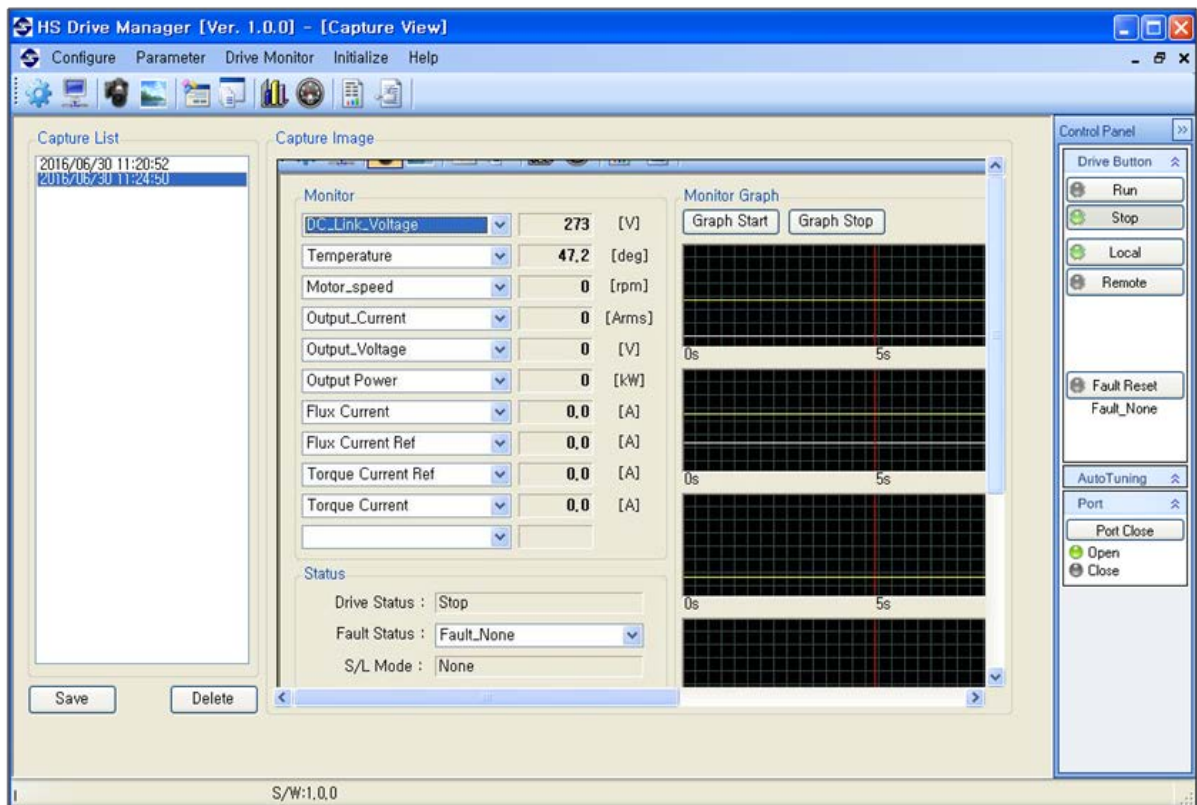 HS Drive Manager [Ver. 1.0.0] - [Capture View]
Configure Parameter Drive Monitor Initialize Help
Capture List
2016/06/30 11:20:52
2016/06/30 11:24:50
Save Delete
Capture Image
Monitor
DC_Link_Voltage 273 [V]
Temperature 47.2 [deg]
Motor_speed 0 [rpm]
Output_Current 0 [Arms]
Output_Voltage 0 [V]
Output Power 0 [kW]
Flux Current 0.0 [A]
Flux Current Ref 0.0 [A]
Torque Current Ref 0.0 [A]
Torque Current 0.0 [A]
Status
Drive Status : Stop
Fault Status : Fault_None
S/L Mode : None
Monitor Graph
Graph Start Graph Stop
0s 5s
0s 5s
0s 5s
Control Panel
Drive Button
Run
Stop
Local
Remote
Fault Reset
Fault_None
AutoTuning
Port
Port Close
Open
Close
S/W:1.0.0